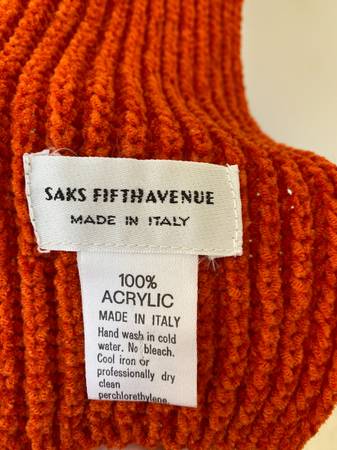 SAKS FIFTHAVENUE
MADE IN ITALY
100%
ACRYLIC
MADE IN ITALY
Hand wash in cold
water. No bleach.
Cool iron or
professionally dry
clean
perchlorethylene.